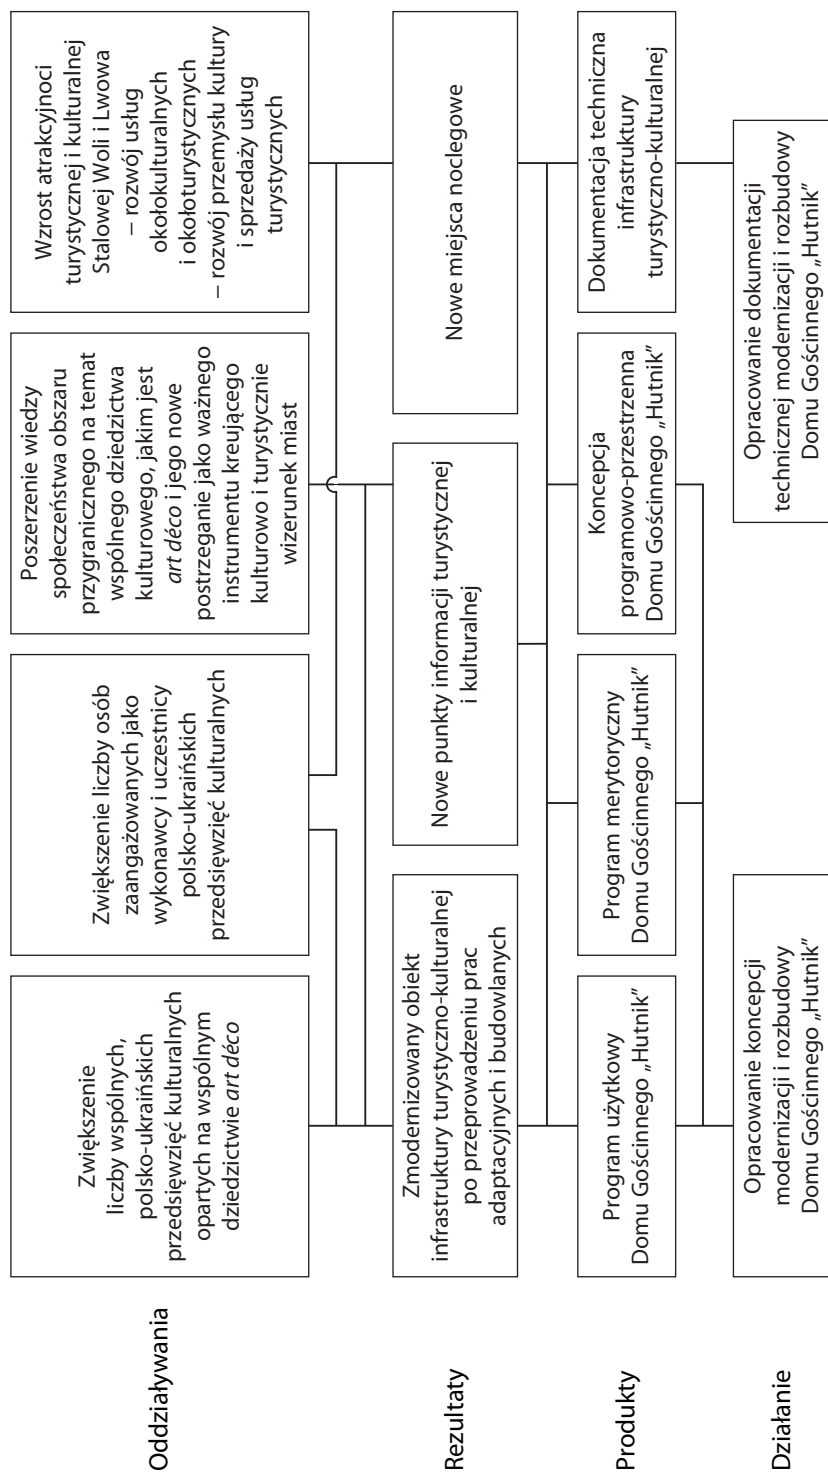 Oddziaływania
Zwiększenie
liczby wspólnych,
polsko-ukraińskich
przedsięwzięć kulturalnych
opartych na wspólnym
dziedzictwie art déco
Zwiększenie liczby osób
zaangażowanych jako
wykonawcy i uczestnicy
polsko-ukraińskich
przedsięwzięć kulturalnych
Poszerzenie wiedzy
społeczeństwa obszaru
przygranicznego na temat
wspólnego dziedzictwa
kulturowego, jakim jest
art déco i jego nowe
postrzeganie jako ważnego
instrumentu kreującego
kulturowo i turystycznie
wizerunek miast
Wzrost atrakcyjnoci
turystycznej i kulturalnej
Stalowej Woli i Lwowa
– rozwój usług
okołokulturalnych
i okołoturystycznych
– rozwój przemysłu kultury
i sprzedaży usług
turystycznych
Rezultaty
Zmodernizowany obiekt
infrastruktury turystyczno-kulturalnej
po przeprowadzeniu prac
adaptacyjnych i budowlanych
Nowe punkty informacji turystycznej
i kulturalnej
Nowe miejsca noclegowe
Produkty
Program użytkowy
Domu Gościnnego „Hutnik”
Program merytoryczny
Domu Gościnnego „Hutnik”
Koncepcja
programowo-przestrzenna
Domu Gościnnego „Hutnik”
Dokumentacja techniczna
infrastruktury
turystyczno-kulturalnej
Działanie
Opracowanie koncepcji
modernizacji i rozbudowy
Domu Gościnnego „Hutnik”
Opracowanie dokumentacji
technicznej modernizacji i rozbudowy
Domu Gościnnego „Hutnik”